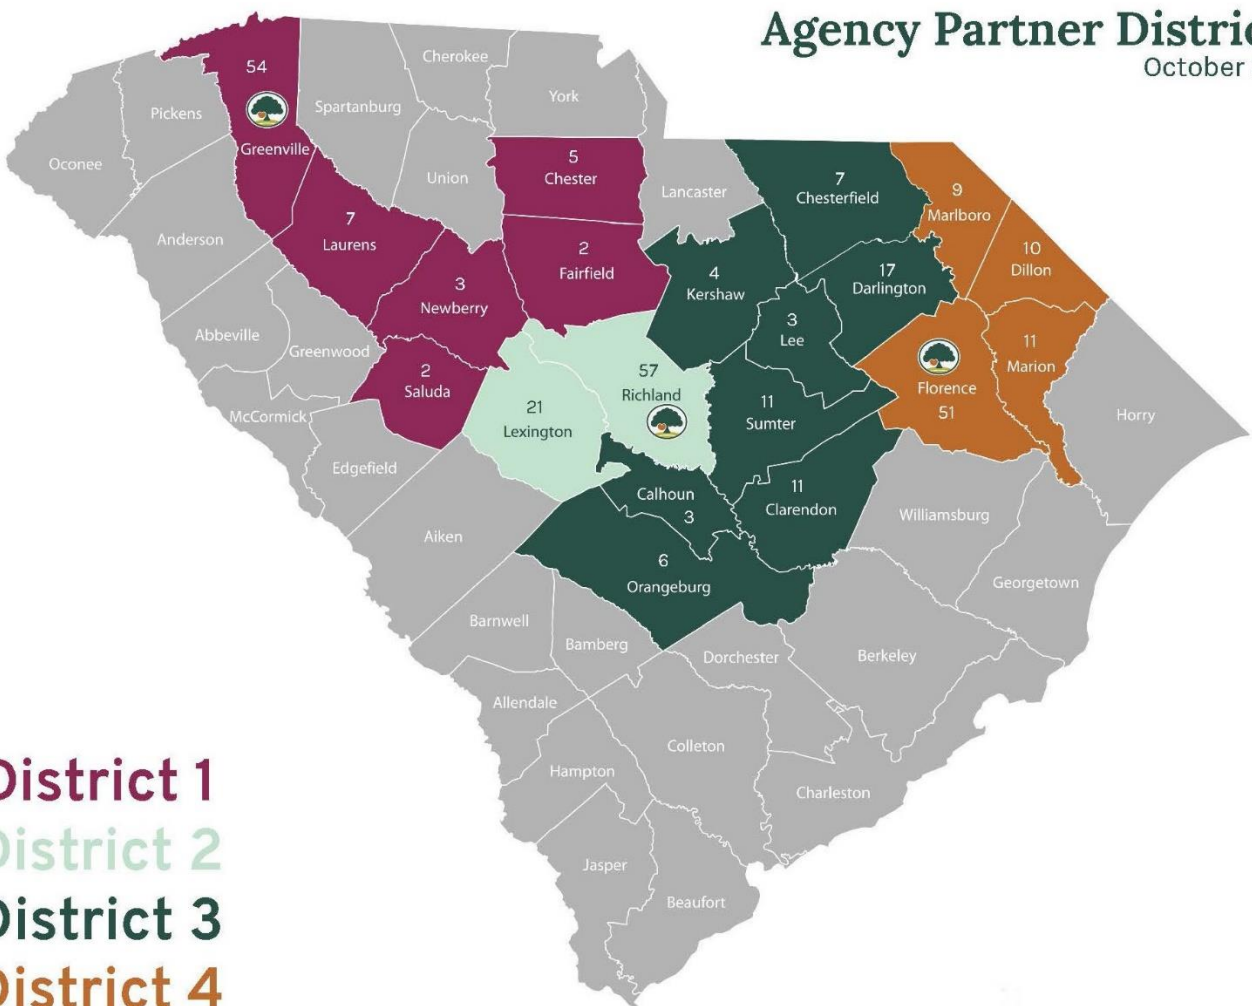 Agency Partner Distric
October
54
Greenville
Cherokee
York
Pickens
Spartanburg
Oconee
Union
5
Chester
Lancaster
7
Chesterfield
9
Marlboro
Anderson
7
Laurens
2
Fairfield
10
Dillon
3
Newberry
4
Kershaw
17
Darlington
3
Lee
Abbeville
Greenwood
2
Saluda
57
Richland
11
Marion
Florence
51
McCormick
21
Lexington
11
Sumter
Horry
Edgefield
Calhoun
3
11
Clarendon
Williamsburg
Aiken
6
Orangeburg
Georgetown
Barnwell
Bamberg
Dorchester
Berkeley
Allendale
Colleton
Hampton
Charleston
Jasper
Beaufort
District 1
District 2
District 3
District 4